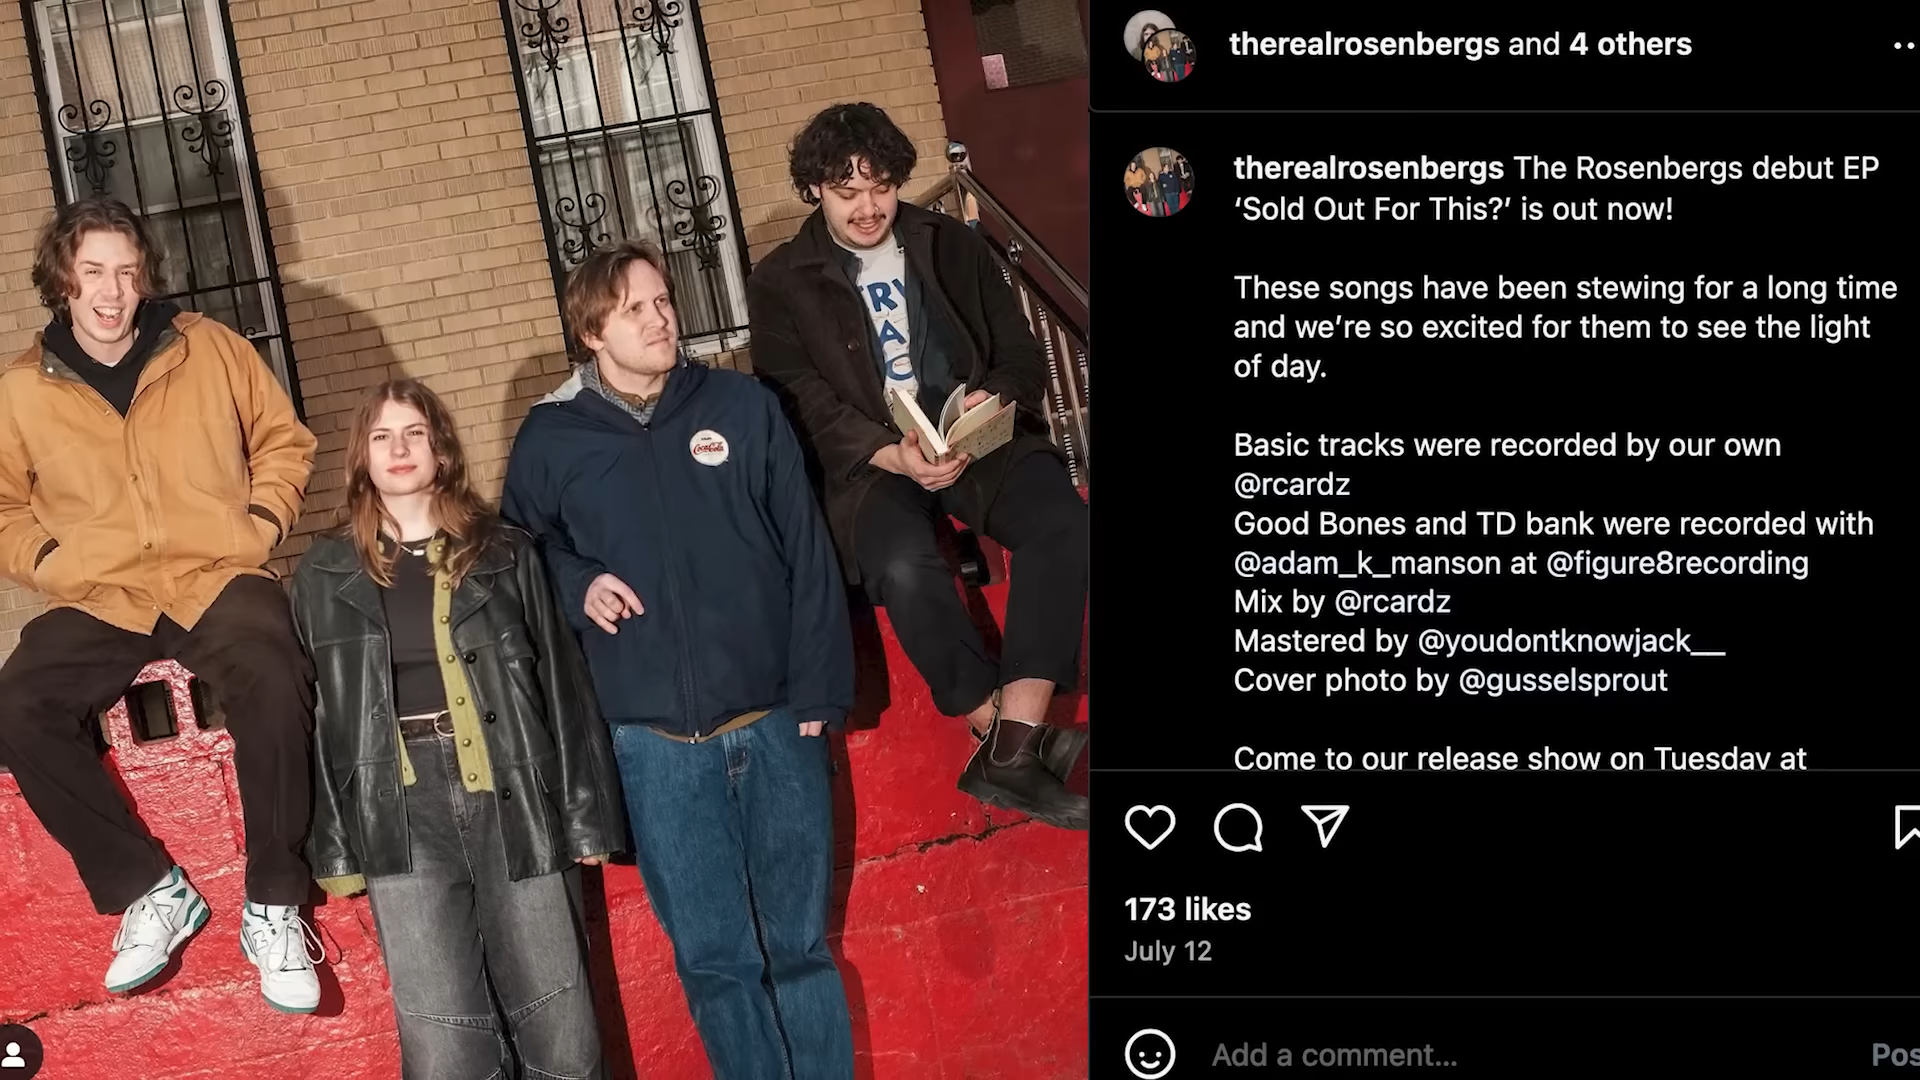 therealrosenbergs and 4 others
therealrosenbergs The Rosenbergs debut EP
‘Sold Out For This?’ is out now!
These songs have been stewing for a long time
and we’re so excited for them to see the light
of day.
Basic tracks were recorded by our own
@rcardz
Good Bones and TD bank were recorded with
@adam_k_manson at @figure8recording
Mix by @rcardz
Mastered by @youdontknowjack__
Cover photo by @gusselsprout
Come to our release show on Tuesday at
173 likes
July 12
Add a comment...
Coca-Cola